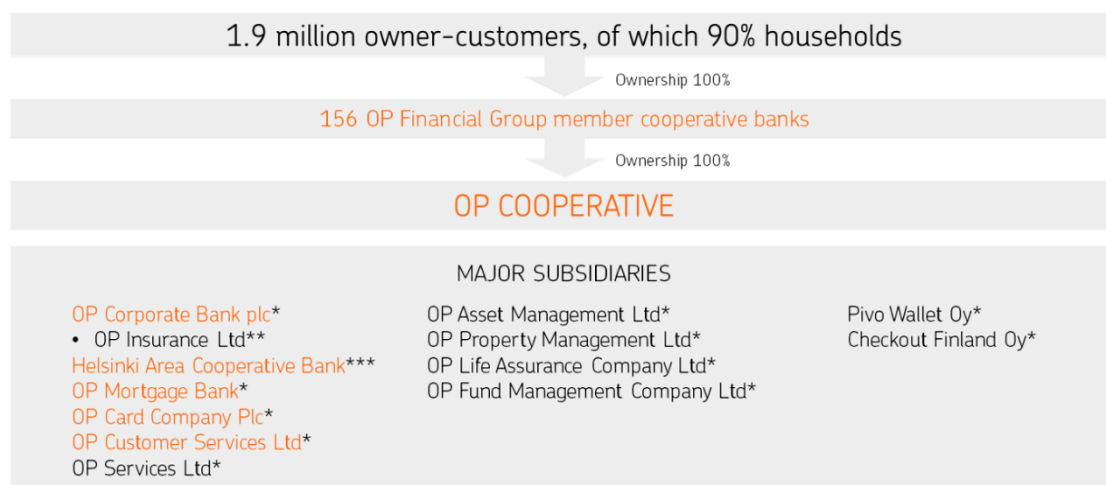 1.9 million owner-customers, of which 90% households
Ownership 100%
156 OP Financial Group member cooperative banks
Ownership 100%
OP COOPERATIVE
MAJOR SUBSIDIARIES
OP Corporate Bank plc*
• OP Insurance Ltd**
Helsinki Area Cooperative Bank***
OP Mortgage Bank*
OP Card Company Plc*
OP Customer Services Ltd*
OP Services Ltd*
OP Asset Management Ltd*
OP Property Management Ltd*
OP Life Assurance Company Ltd*
OP Fund Management Company Ltd*
Pivo Wallet Oy*
Checkout Finland Oy*